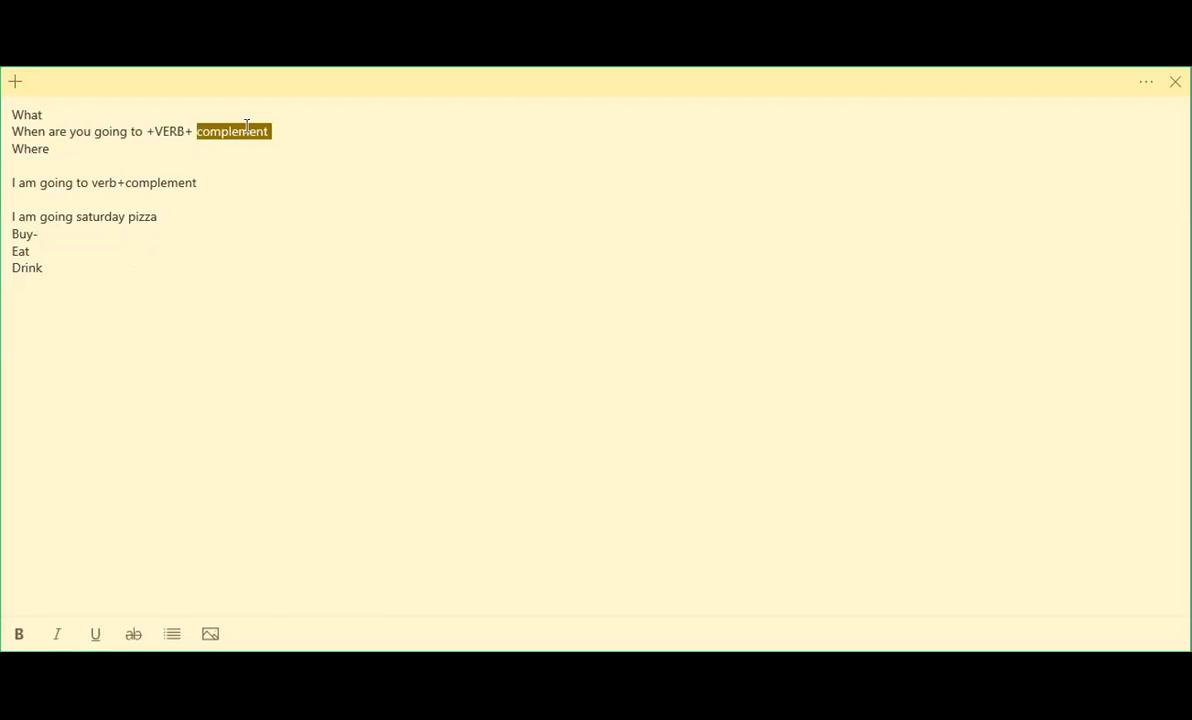 What
When are you going to +VERB+ complement
Where
I am going to verb+complement
I am going saturday pizza
Buy-
Eat
Drink
B I U ab